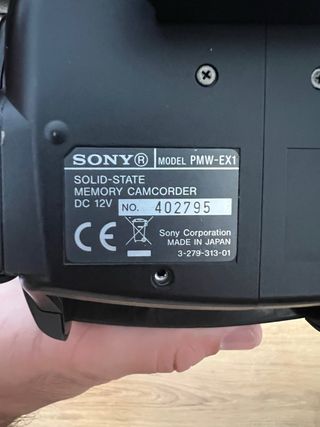 SONY® MODEL PMW-EX1
SOLID-STATE
MEMORY CAMCORDER
DC 12V NO. 402795
CE Sony Corporation
MADE IN JAPAN
3-279-313-01